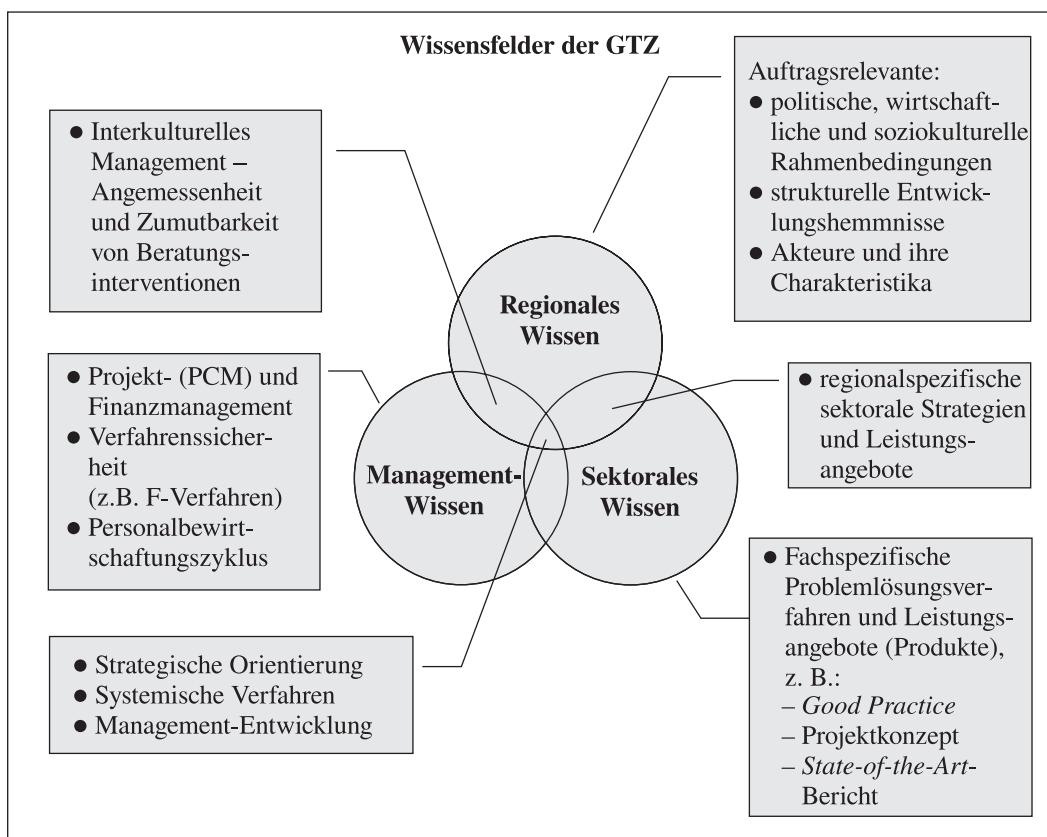 Wissensfelder der GTZ
● Interkulturelles
Management –
Angemessenheit
und Zumutbarkeit
von Beratungs-
interventionen
Auftragsrelevante:
● politische, wirtschaft-
liche und soziokulturelle
Rahmenbedingungen
● strukturelle Entwick-
lungshemmnisse
● Akteure und ihre
Charakteristika
Regionales
Wissen
● Projekt- (PCM) und
Finanzmanagement
● Verfahrenssicher-
heit
(z.B. F-Verfahren)
● Personalbewirt-
schaftungszyklus
Management-
Wissen
Sektorales
Wissen
● regionalspezifische
sektorale Strategien
und Leistungs-
angebote
● Strategische Orientierung
● Systemische Verfahren
● Management-Entwicklung
● Fachspezifische
Problemlösungsver-
fahren und Leistungs-
angebote (Produkte),
z. B.:
– Good Practice
– Projektkonzept
– State-of-the-Art-
Bericht